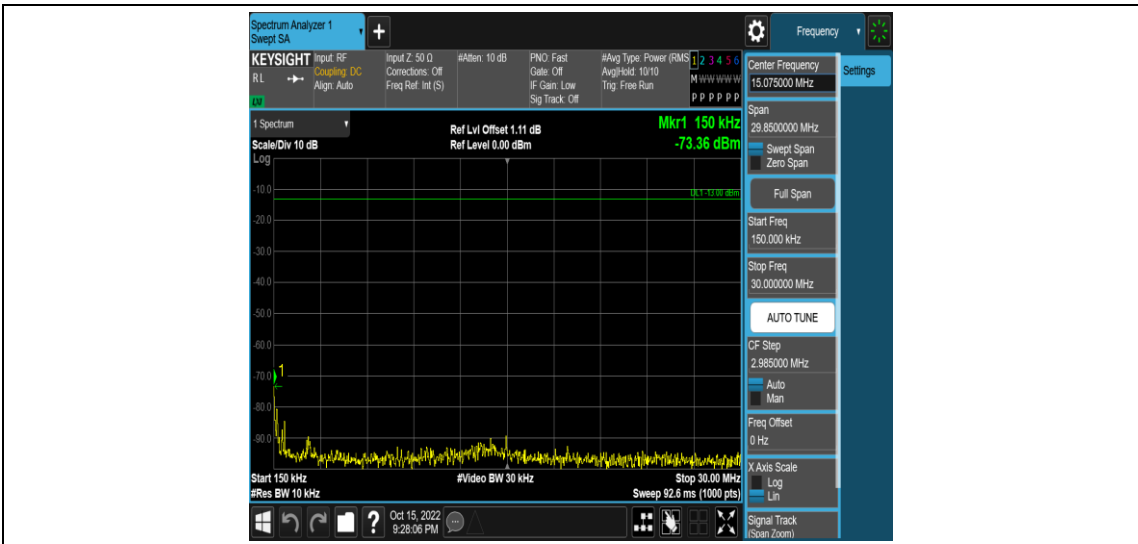 Spectrum Analyzer 1
Swept SA
+
Frequency
KEYSIGHT
RL
LXI
Input: RF
Coupling: DC
Align: Auto
Input Z: 50 Ω
Corrections: Off
Freq Ref: Int (S)
#Atten: 10 dB
PNO: Fast
Gate: Off
IF Gain: Low
Sig Track: Off
#Avg Type: Power (RMS
Avg|Hold: 10/10
Trig: Free Run
1 2 3 4 5 6
M W W W W W
P P P P P P
1 Spectrum
Scale/Div 10 dB
Log
Ref Lvl Offset 1.11 dB
Ref Level 0.00 dBm
Mkr1 150 kHz
-73.36 dBm
DL1 -13.00 dBm
-10.0
-20.0
-30.0
-40.0
-50.0
-60.0
-70.0
1
-80.0
-90.0
Start 150 kHz
#Res BW 10 kHz
#Video BW 30 kHz
Stop 30.00 MHz
Sweep 92.6 ms (1000 pts)
?
Oct 15, 2022
9:28:06 PM
Center Frequency
15.075000 MHz
Settings
Span
29.8500000 MHz
Swept Span
Zero Span
Full Span
Start Freq
150.000 kHz
Stop Freq
30.000000 MHz
AUTO TUNE
CF Step
2.985000 MHz
Auto
Man
Freq Offset
0 Hz
X Axis Scale
Log
Lin
Signal Track
(Span Zoom)